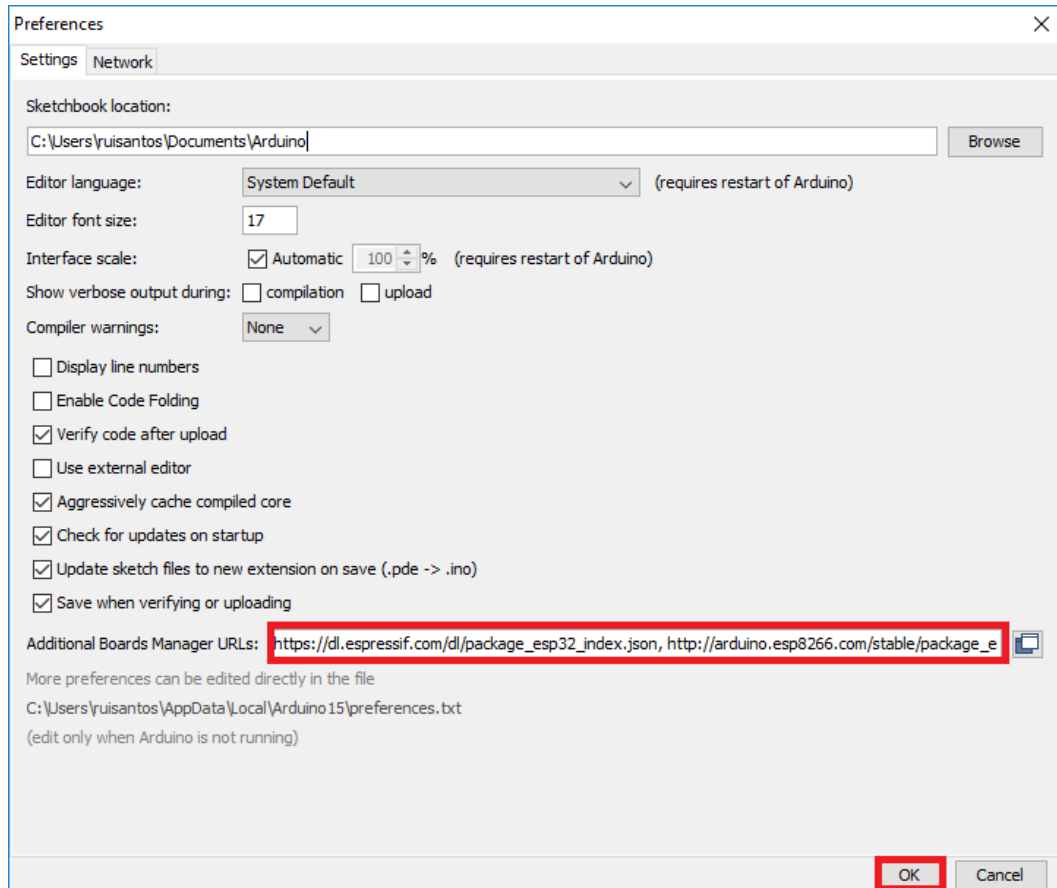 Preferences
Settings Network
Sketchbook location:
C:\Users\ruisantos\Documents\Arduino Browse
Editor language: System Default (requires restart of Arduino)
Editor font size: 17
Interface scale: Automatic 100 % (requires restart of Arduino)
Show verbose output during: compilation upload
Compiler warnings: None
Display line numbers
Enable Code Folding
Verify code after upload
Use external editor
Aggressively cache compiled core
Check for updates on startup
Update sketch files to new extension on save (.pde -> .ino)
Save when verifying or uploading
Additional Boards Manager URLs: https://dl.espressif.com/dl/package_esp32_index.json, http://arduino.esp8266.com/stable/package_e
More preferences can be edited directly in the file
C:\Users\ruisantos\AppData\Local\Arduino15\preferences.txt
(edit only when Arduino is not running)
OK Cancel